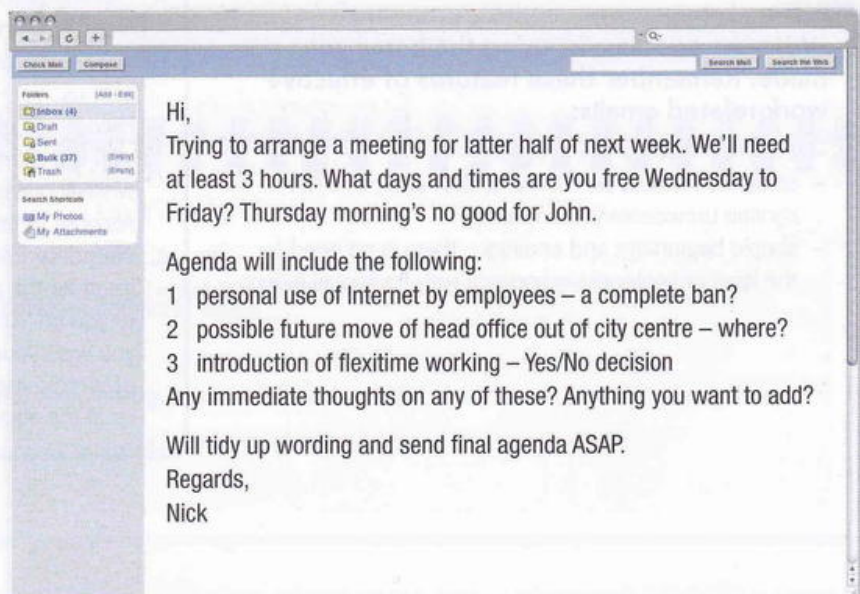 Check Mail Compose Search Mail Search the Web
Folders [Add - Edit]
Inbox (4)
Draft
Sent
Bulk (37) (Empty)
Trash (Empty)
Search Shortcuts
My Photos
My Attachments
Hi,
Trying to arrange a meeting for latter half of next week. We'll need
at least 3 hours. What days and times are you free Wednesday to
Friday? Thursday morning's no good for John.
Agenda will include the following:
1 personal use of Internet by employees – a complete ban?
2 possible future move of head office out of city centre – where?
3 introduction of flexitime working – Yes/No decision
Any immediate thoughts on any of these? Anything you want to add?
Will tidy up wording and send final agenda ASAP.
Regards,
Nick